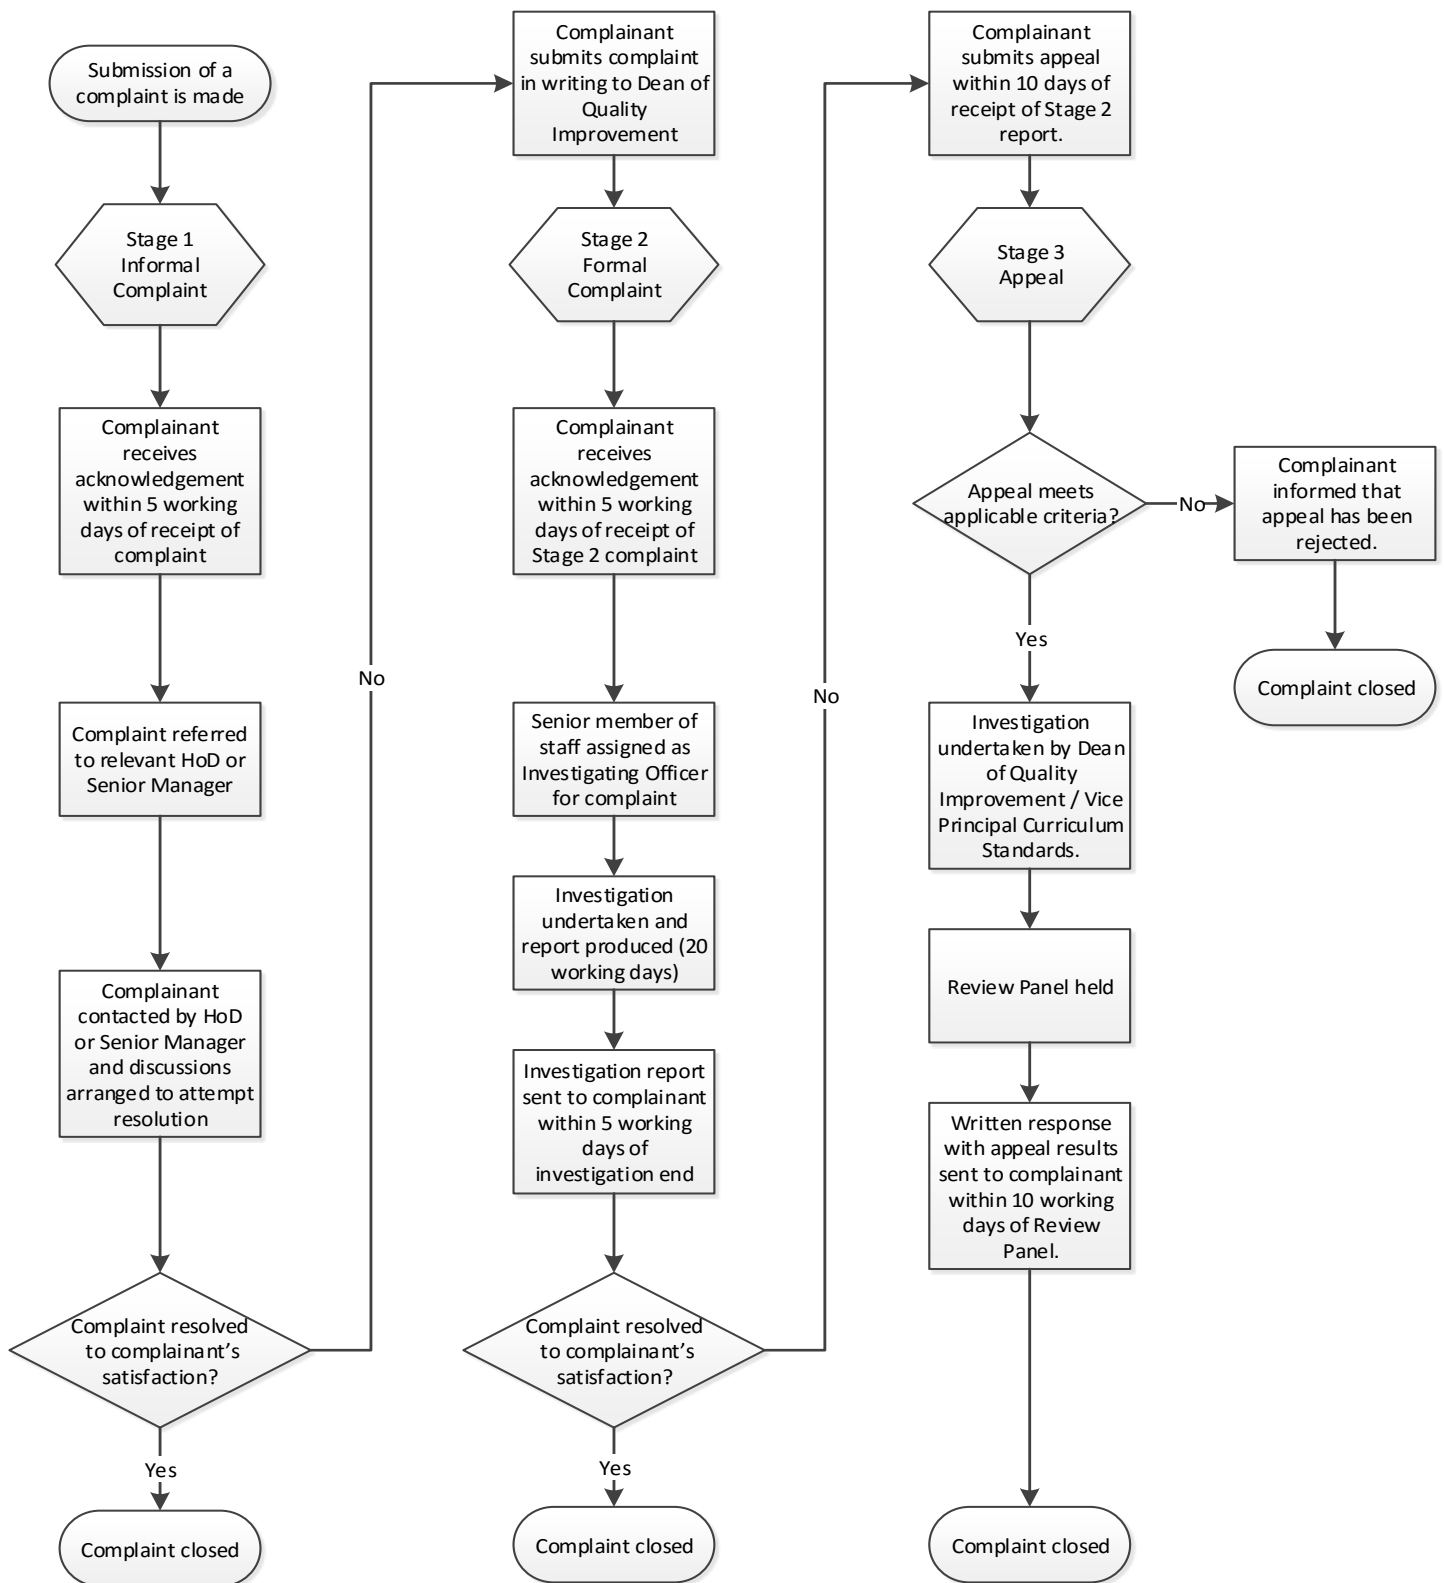 Submission of a
complaint is made
Stage 1
Informal
Complaint
Complainant
receives
acknowledgement
within 5 working
days of receipt of
complaint
Complaint referred
to relevant HoD or
Senior Manager
Complainant
contacted by HoD
or Senior Manager
and discussions
arranged to attempt
resolution
Complaint resolved
to complainant’s
satisfaction?
Yes
Complaint closed
No
Complainant
submits complaint
in writing to Dean of
Quality
Improvement
Stage 2
Formal
Complaint
Complainant
receives
acknowledgement
within 5 working
days of receipt of
Stage 2 complaint
Senior member of
staff assigned as
Investigating Officer
for complaint
Investigation
undertaken and
report produced (20
working days)
Investigation report
sent to complainant
within 5 working
days of
investigation end
Complaint resolved
to complainant’s
satisfaction?
Yes
Complaint closed
No
Complainant
submits appeal
within 10 days of
receipt of Stage 2
report.
Stage 3
Appeal
Appeal meets
applicable criteria?
No
Complainant
informed that
appeal has been
rejected.
Complaint closed
Yes
Investigation
undertaken by Dean
of Quality
Improvement / Vice
Principal Curriculum
Standards.
Review Panel held
Written response
with appeal results
sent to complainant
within 10 working
days of Review
Panel.
Complaint closed